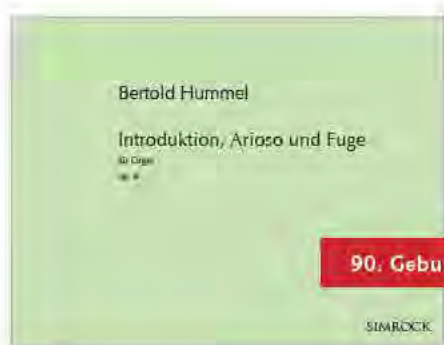 Bertold Hummel
Introduktion, Arioso und Fuge
für Orgel
90. Gebu
SIMROCK